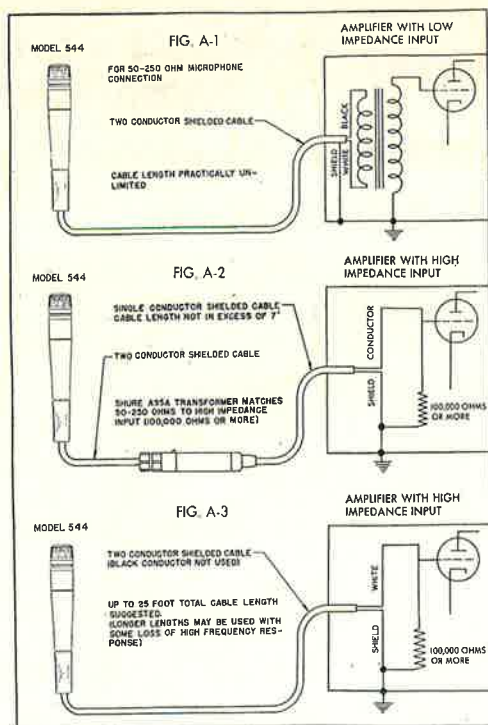 FIG. A-1
MODEL 544
FOR 50-250 OHM MICROPHONE
CONNECTION
TWO CONDUCTOR SHIELDED CABLE
CABLE LENGTH PRACTICALLY UN-
LIMITED
AMPLIFIER WITH LOW
IMPEDANCE INPUT
BLACK
WHITE
SHIELD
FIG. A-2
MODEL 544
SINGLE CONDUCTOR SHIELDED CABLE
CABLE LENGTH NOT IN EXCESS OF 7'
TWO CONDUCTOR SHIELDED CABLE
SHURE A95A TRANSFORMER MATCHES
50-250 OHMS TO HIGH IMPEDANCE
INPUT (100,000 OHMS OR MORE)
AMPLIFIER WITH HIGH
IMPEDANCE INPUT
CONDUCTOR
SHIELD
100,000 OHMS
OR MORE
FIG. A-3
MODEL 544
TWO CONDUCTOR SHIELDED CABLE
(BLACK CONDUCTOR NOT USED)
UP TO 25 FOOT TOTAL CABLE LENGTH
SUGGESTED.
(LONGER LENGTHS MAY BE USED WITH
SOME LOSS OF HIGH FREQUENCY RES-
PONSE)
AMPLIFIER WITH HIGH
IMPEDANCE INPUT
WHITE
SHIELD
100,000 OHMS
OR MORE